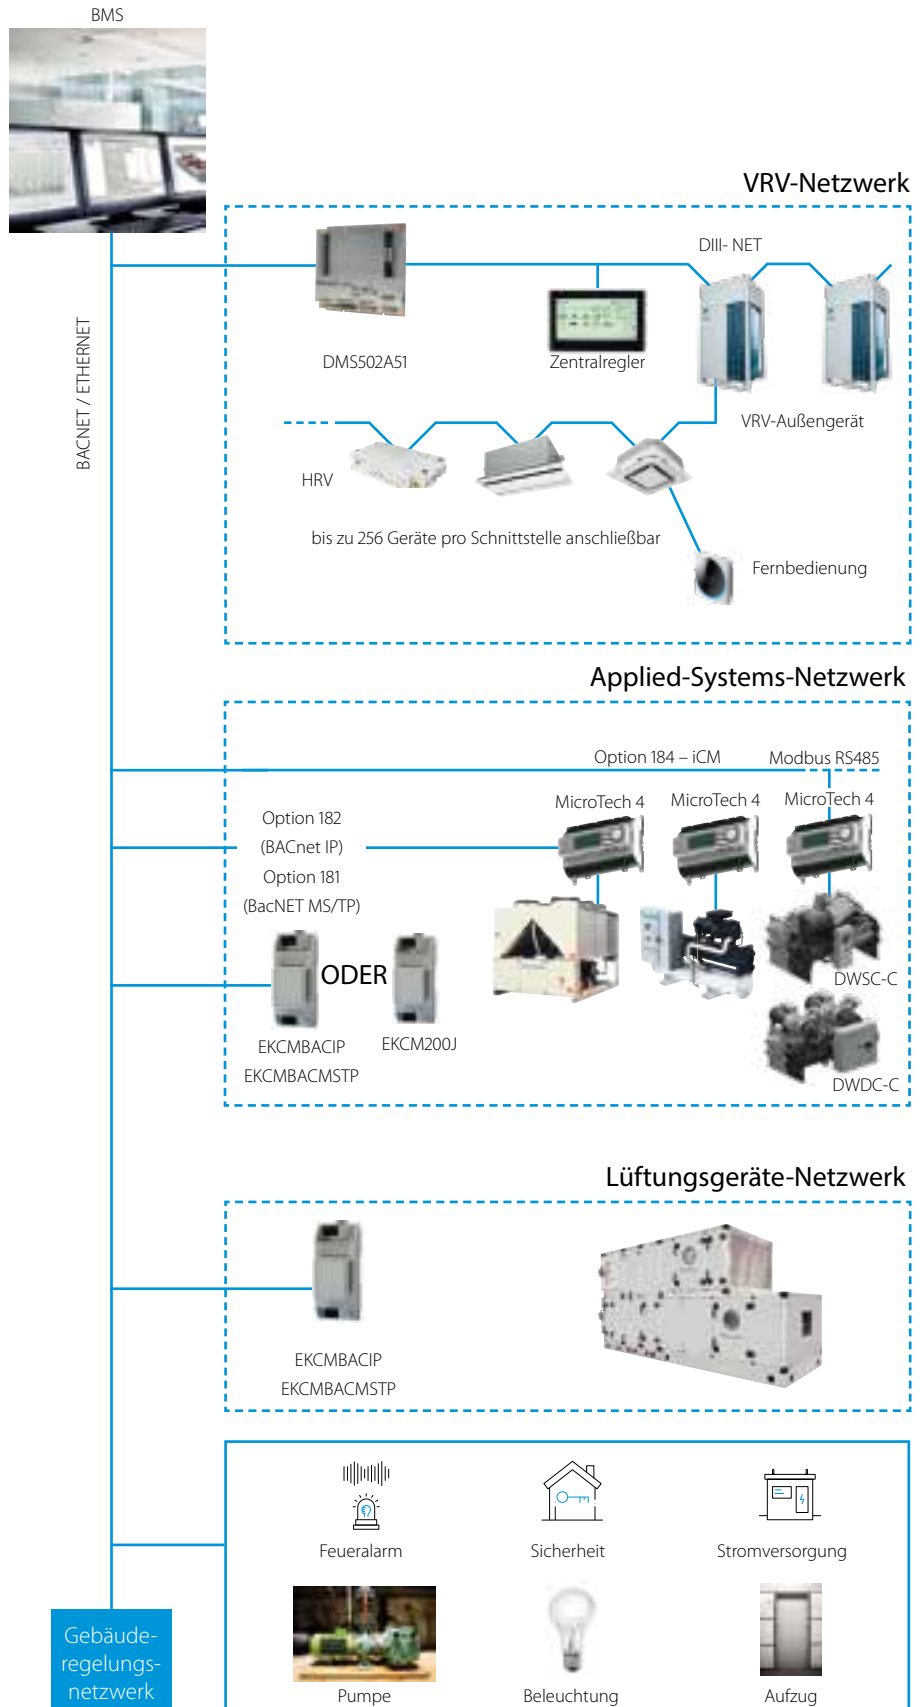 BMS
BACNET / ETHERNET
VRV-Netzwerk
DIII- NET
DMS502A51
Zentralregler
VRV-Außengerät
HRV
bis zu 256 Geräte pro Schnittstelle anschließbar
Fernbedienung
Applied-Systems-Netzwerk
Option 184 – iCM
Modbus RS485
MicroTech 4
MicroTech 4
MicroTech 4
Option 182
(BACnet IP)
Option 181
(BacNET MS/TP)
ODER
DWSC-C
EKCMBACIP
EKCMBACMSTP
EKCM200J
DWDC-C
Lüftungsgeräte-Netzwerk
EKCMBACIP
EKCMBACMSTP
Feueralarm
Sicherheit
Stromversorgung
Pumpe
Beleuchtung
Aufzug
Gebäude-
regelungs-
netzwerk